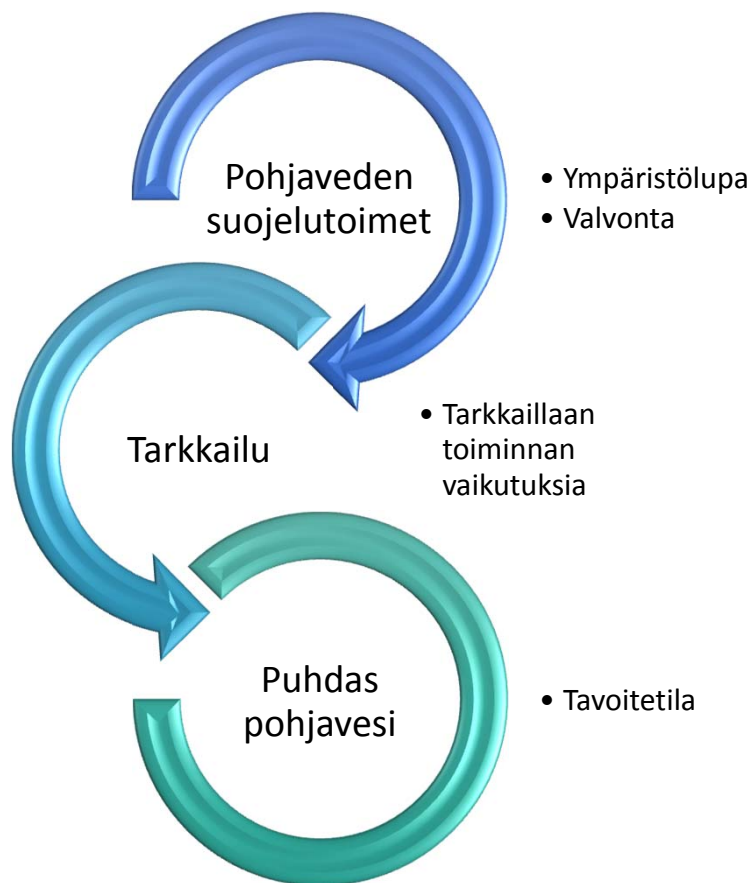 Pohjaveden
suojelutoimet
• Ympäristölupa
• Valvonta
Tarkkailu
• Tarkkaillaan
toiminnan
vaikutuksia
Puhdas
pohjavesi
• Tavoitetila